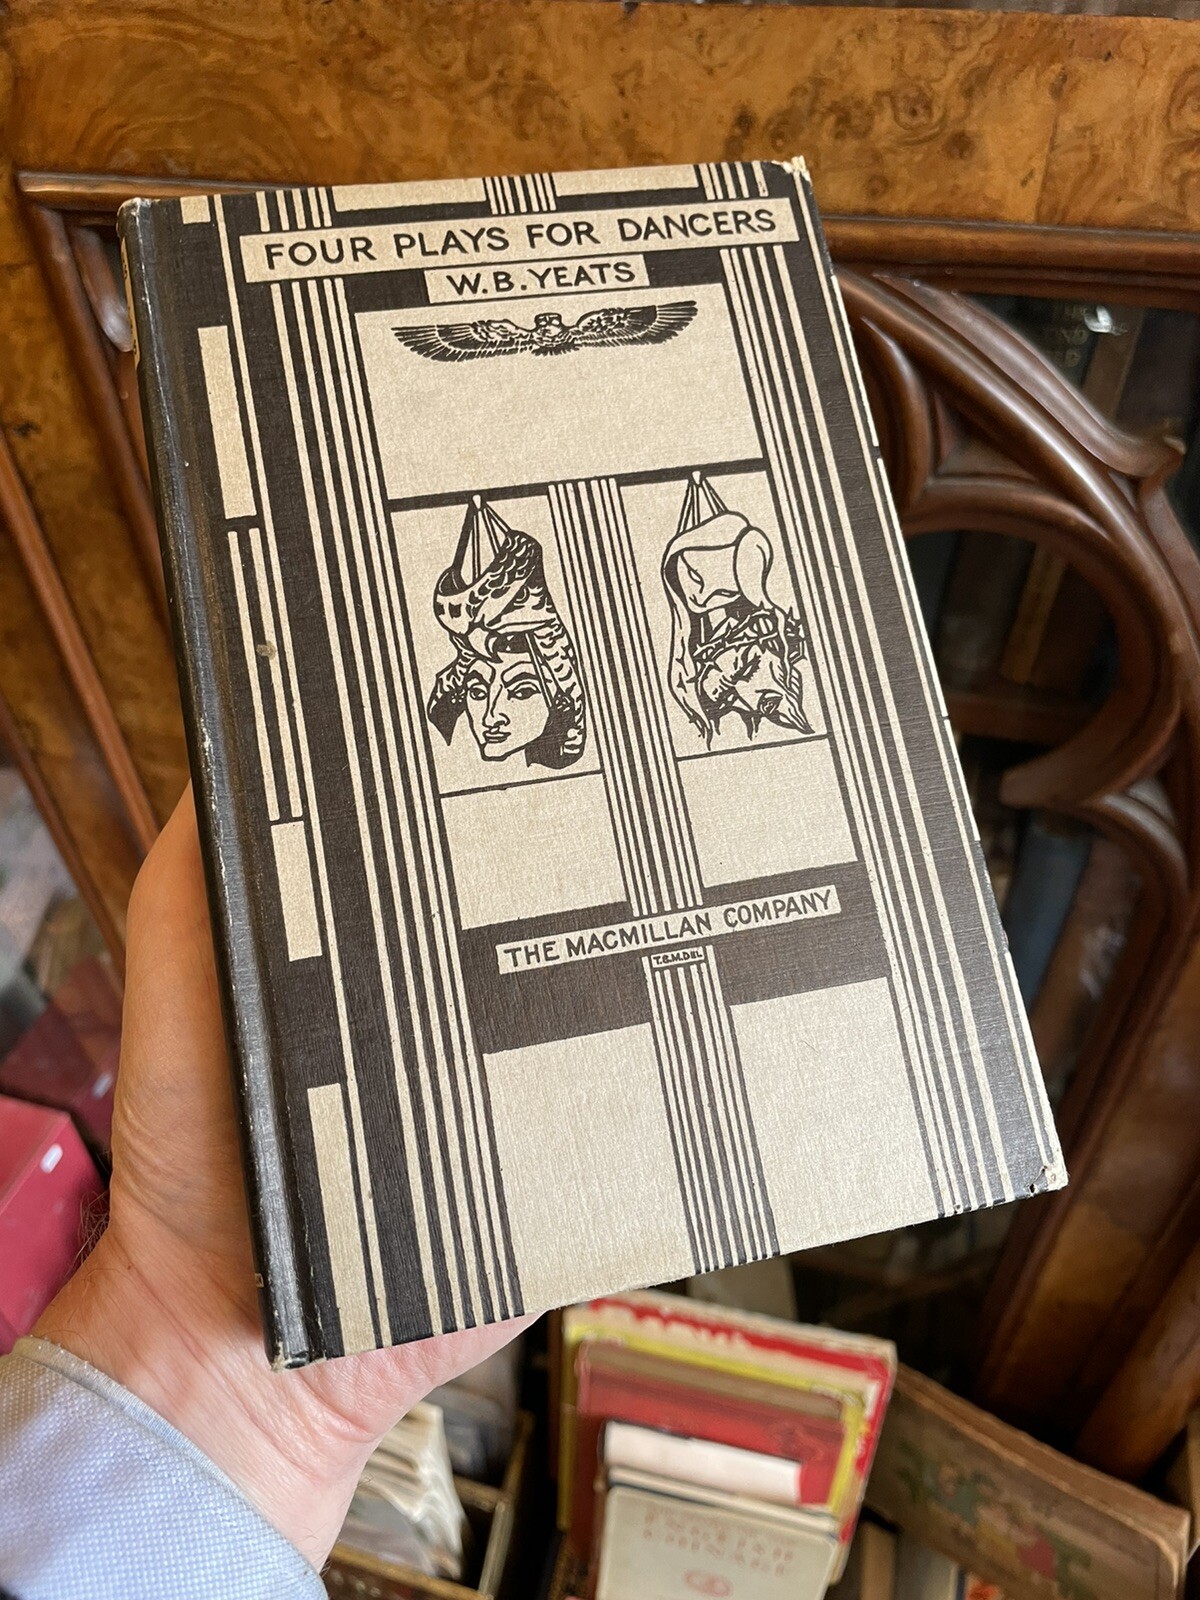 FOUR PLAYS FOR DANCERS
W.B.YEATS
THE MACMILLAN COMPANY
T.S.M.DEL